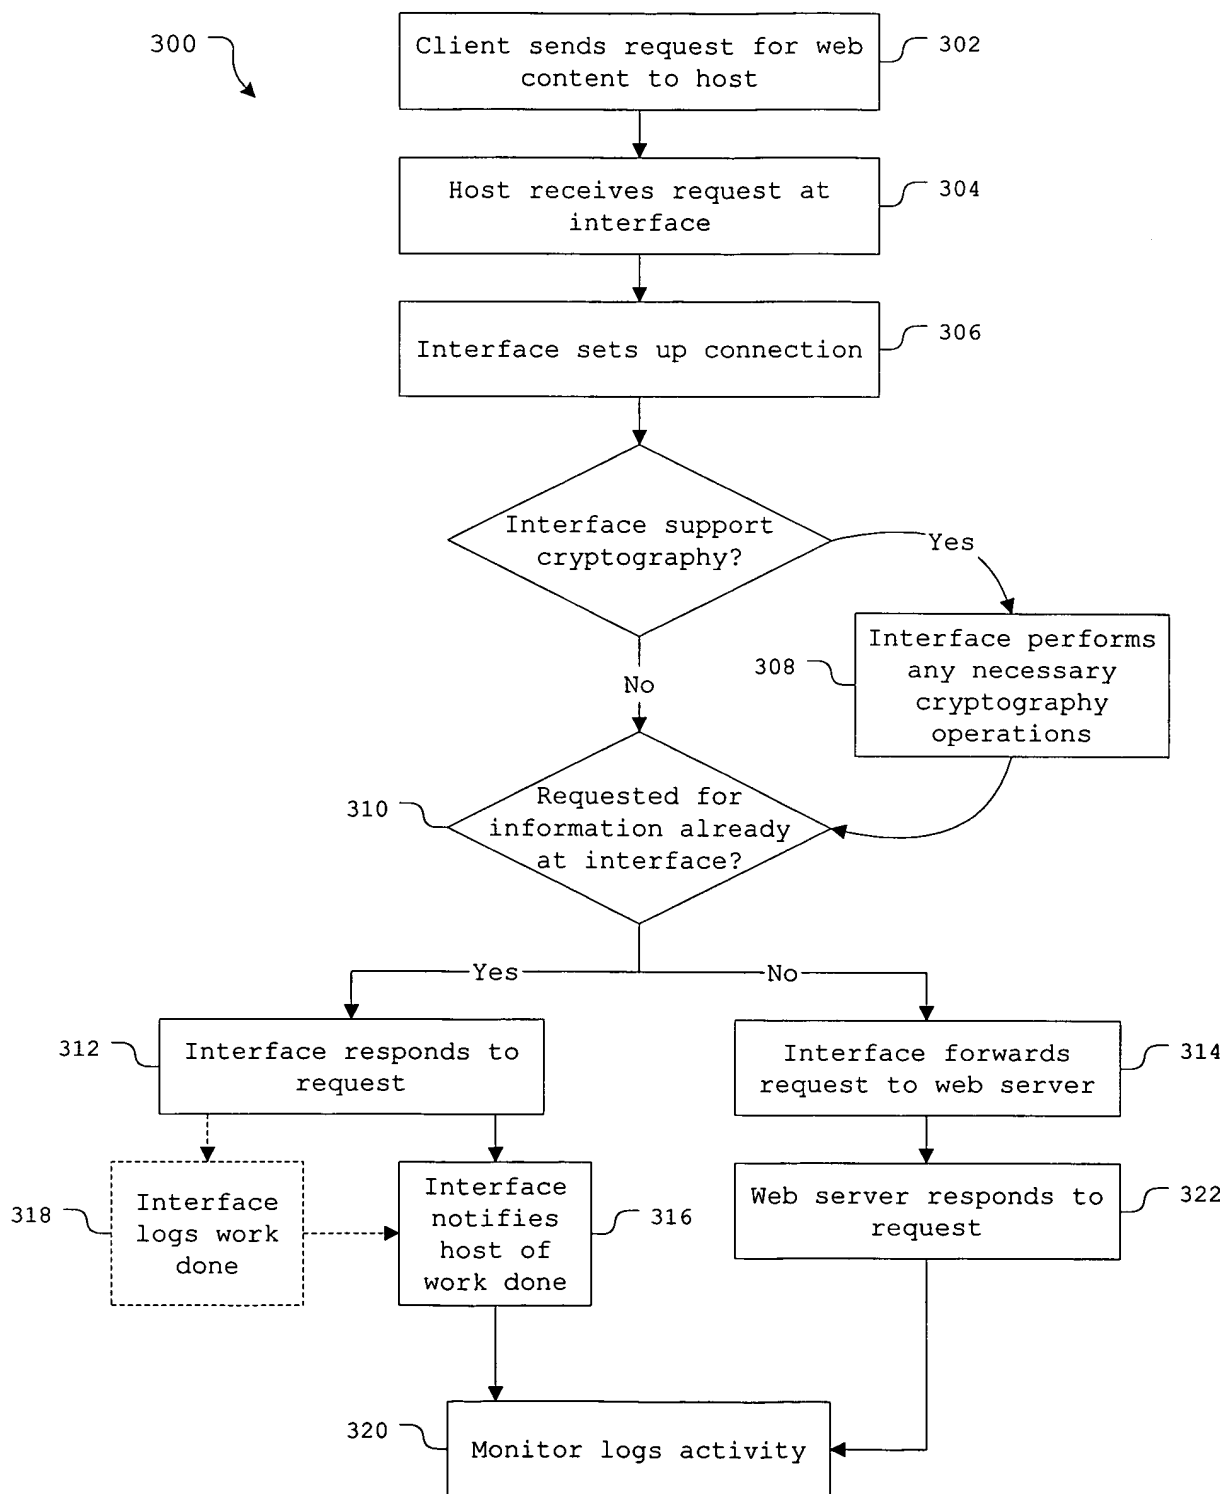 300
Client sends request for web
content to host
302
Host receives request at
interface
304
Interface sets up connection
306
Interface support
cryptography?
Yes
No
Interface performs
any necessary
cryptography
operations
308
310
Requested for
information already
at interface?
Yes
No
312
Interface responds to
request
Interface forwards
request to web server
314
318
Interface
logs work
done
Interface
notifies
host of
work done
316
Web server responds to
request
322
320
Monitor logs activity